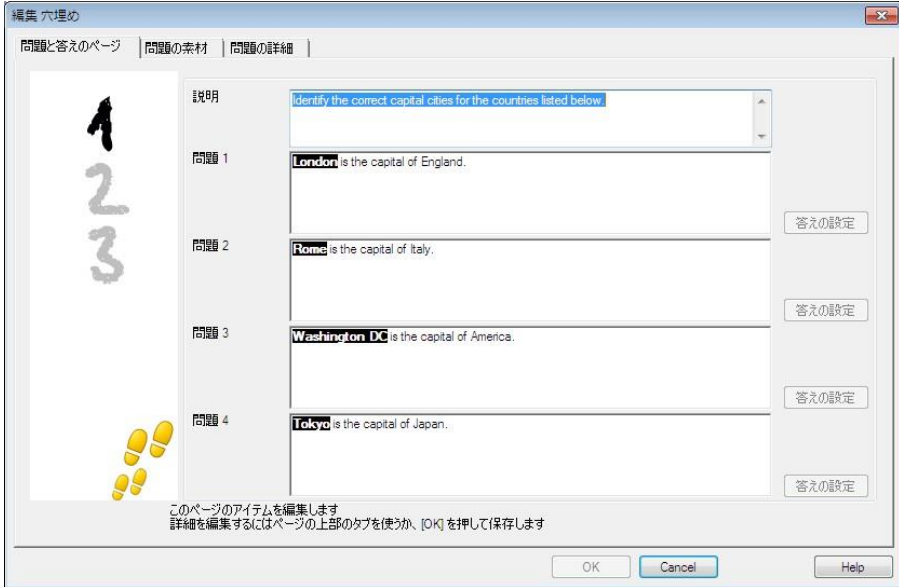 編集 穴埋め
問題と答えのページ 問題の素材 問題の詳細
1
2
3
説明
Identify the correct capital cities for the countries listed below.
問題 1
London is the capital of England.
答えの設定
問題 2
Rome is the capital of Italy.
答えの設定
問題 3
Washington DC is the capital of America.
答えの設定
問題 4
Tokyo is the capital of Japan.
答えの設定
このページのアイテムを編集します
詳細を編集するにはページの上部のタブを使うか、[OK] を押して保存します
OK Cancel Help